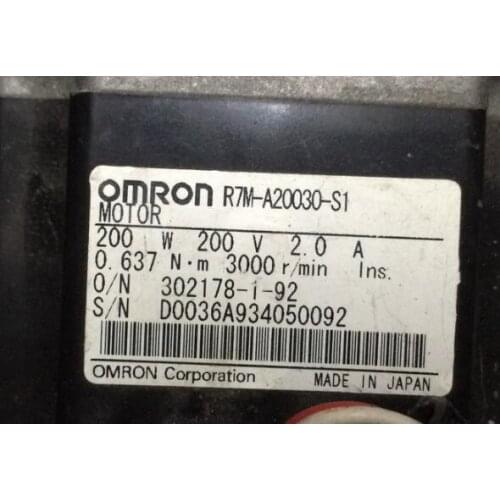 OMRON R7M-A20030-S1
MOTOR
200 W 200 V 2.0 A
0.637 N·m 3000 r/min Ins.
O/N 302178-1-92
S/N D0036A934050092
OMRON Corporation MADE IN JAPAN